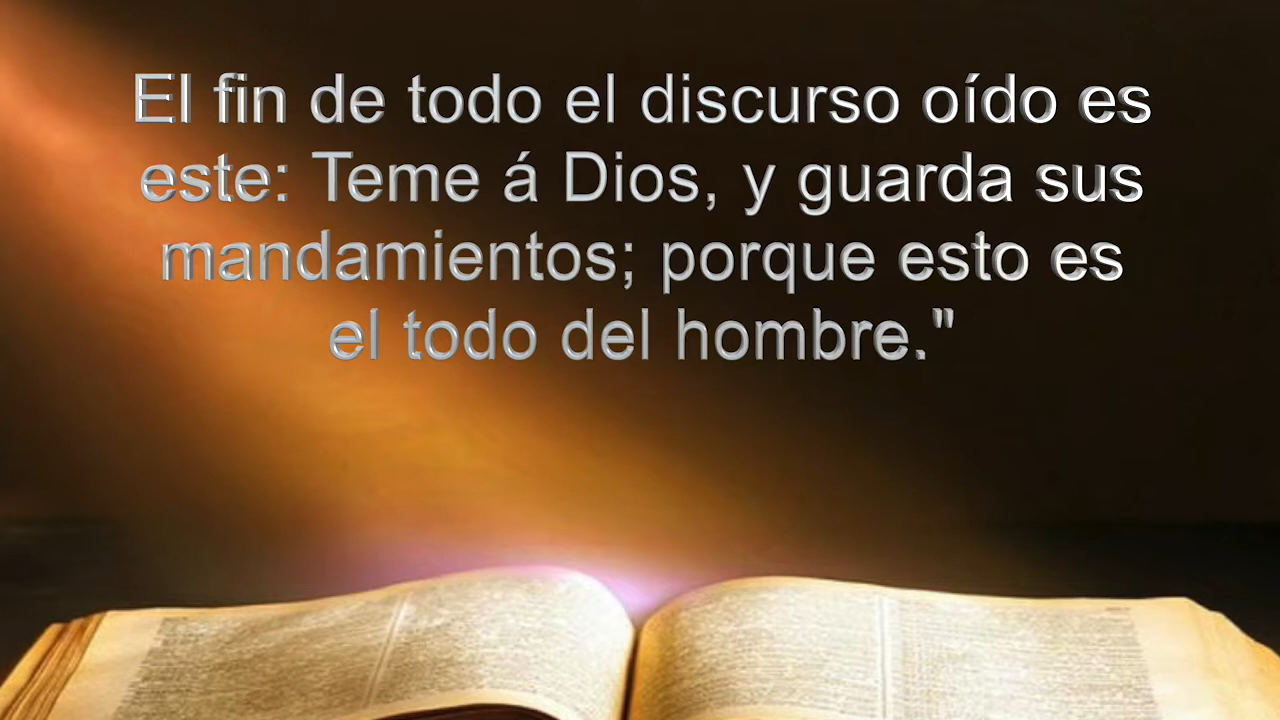 El fin de todo el discurso oído es
este: Teme á Dios, y guarda sus
mandamientos; porque esto es
el todo del hombre."